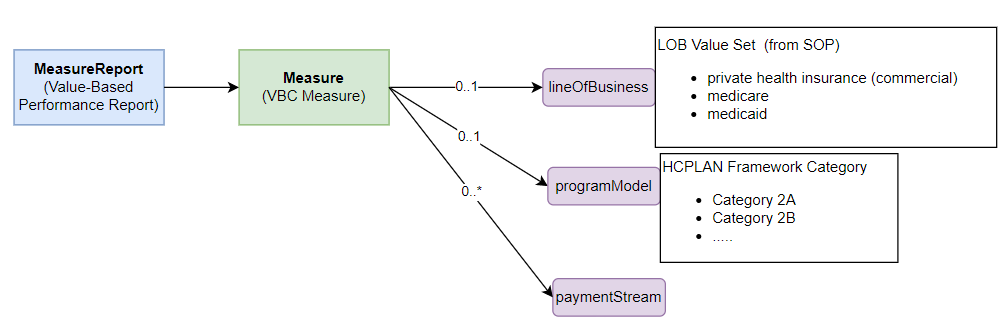 MeasureReport
(Value-Based
Performance Report)
Measure
(VBC Measure)
0..1
0..1
0..*
lineOfBusiness
LOB Value Set (from SOP)
• private health insurance (commercial)
• medicare
• medicaid
programModel
HCPLAN Framework Category
• Category 2A
• Category 2B
• .....
paymentStream